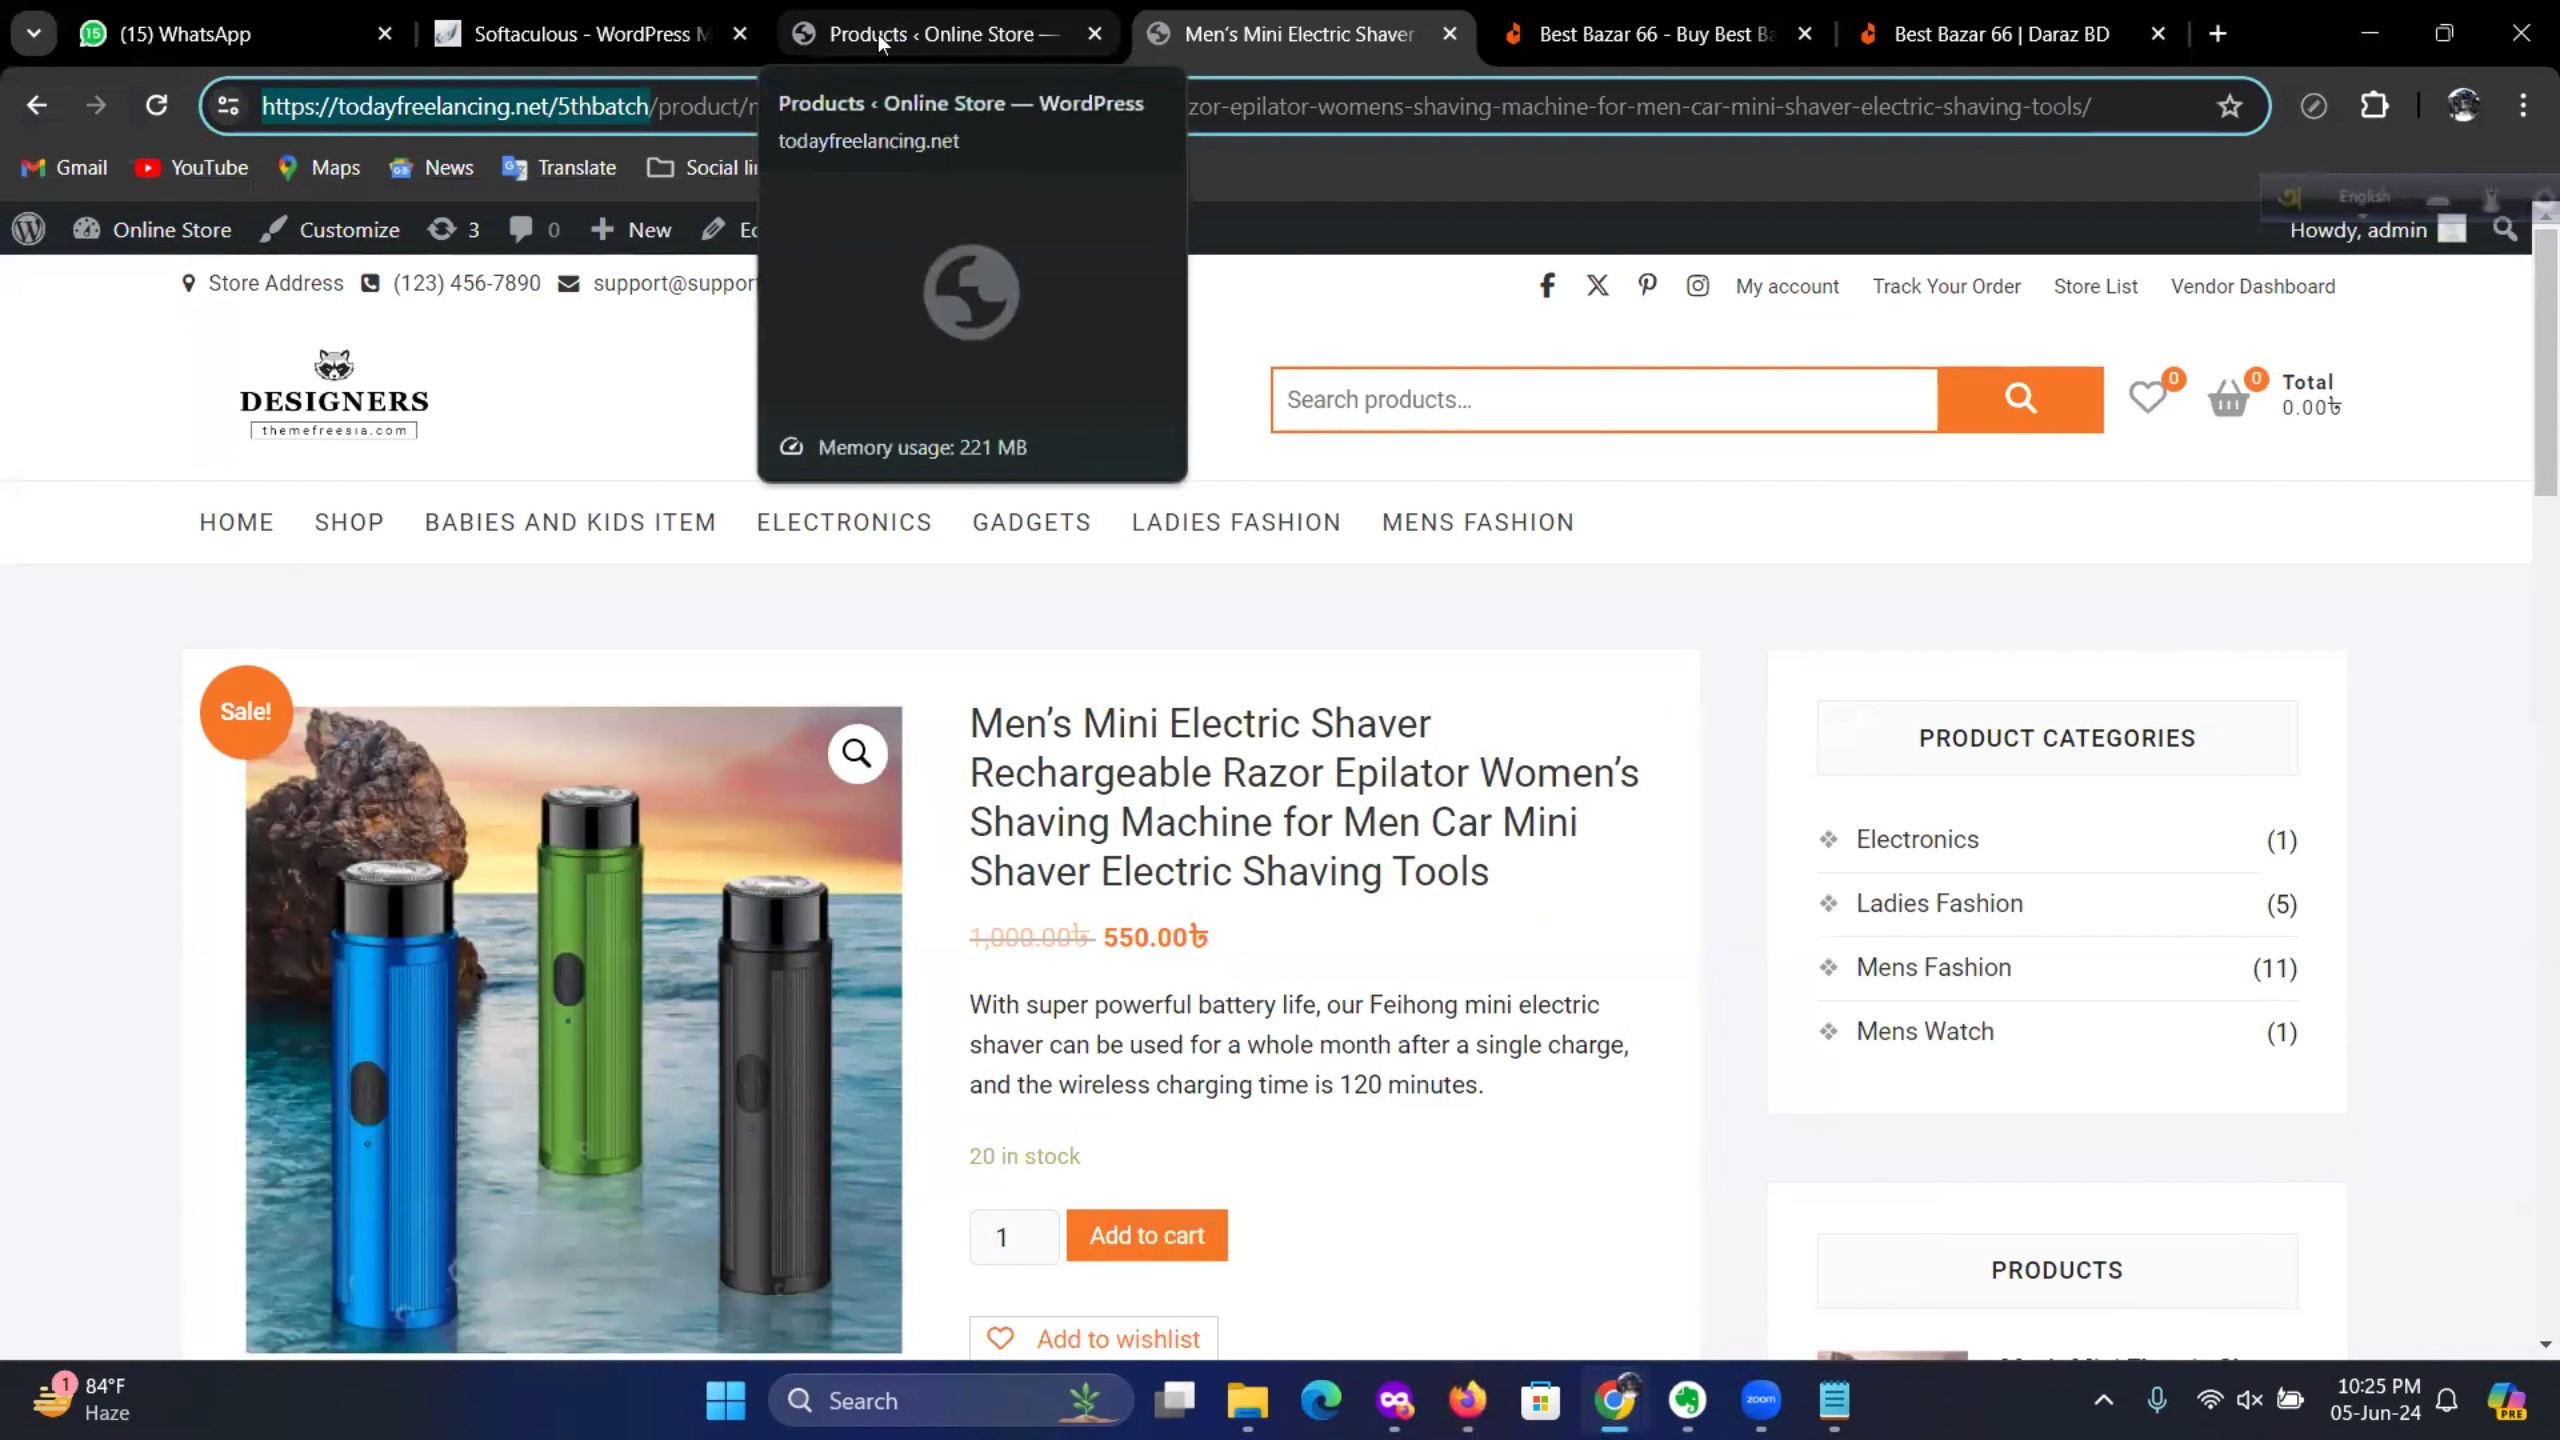 (15) WhatsApp
Softaculous - WordPress M
Products ‹ Online Store —
Men's Mini Electric Shaver
Best Bazar 66 - Buy Best Ba
Best Bazar 66 | Daraz BD
https://todayfreelancing.net/5thbatch/product/
zor-epilator-womens-shaving-machine-for-men-car-mini-shaver-electric-shaving-tools/
Products ‹ Online Store — WordPress
todayfreelancing.net
Memory usage: 221 MB
Gmail
YouTube
Maps
News
Translate
Social li
English
Online Store
Customize
3
0
New
Howdy, admin
Store Address
(123) 456-7890
support@suppor
My account
Track Your Order
Store List
Vendor Dashboard
DESIGNERS
themefreesia.com
Search products…
0
0
Total
0.00৳
HOME
SHOP
BABIES AND KIDS ITEM
ELECTRONICS
GADGETS
LADIES FASHION
MENS FASHION
Sale!
Men’s Mini Electric Shaver
Rechargeable Razor Epilator Women’s
Shaving Machine for Men Car Mini
Shaver Electric Shaving Tools
1,000.00৳ 550.00৳
With super powerful battery life, our Feihong mini electric
shaver can be used for a whole month after a single charge,
and the wireless charging time is 120 minutes.
20 in stock
1
Add to cart
Add to wishlist
PRODUCT CATEGORIES
Electronics (1)
Ladies Fashion (5)
Mens Fashion (11)
Mens Watch (1)
PRODUCTS
1
84°F
Haze
Search
zoom
10:25 PM
05-Jun-24
PRE